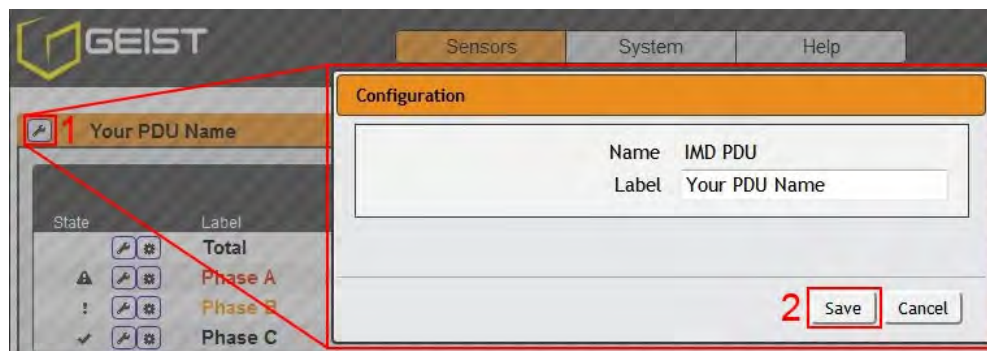 GEIST
Sensors System Help
Configuration
1 Your PDU Name
Name IMD PDU
Label Your PDU Name
State Label
Total
Phase A
Phase B
Phase C
2 Save Cancel